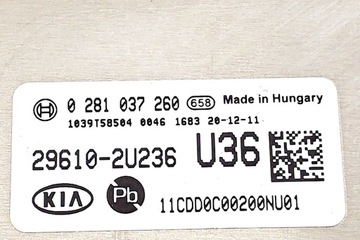 0 281 037 260 658 Made in Hungary
1039T58504 0046 1683 20-12-11
29610-2U236 U36
KIA Pb 11CDD0C00200NU01